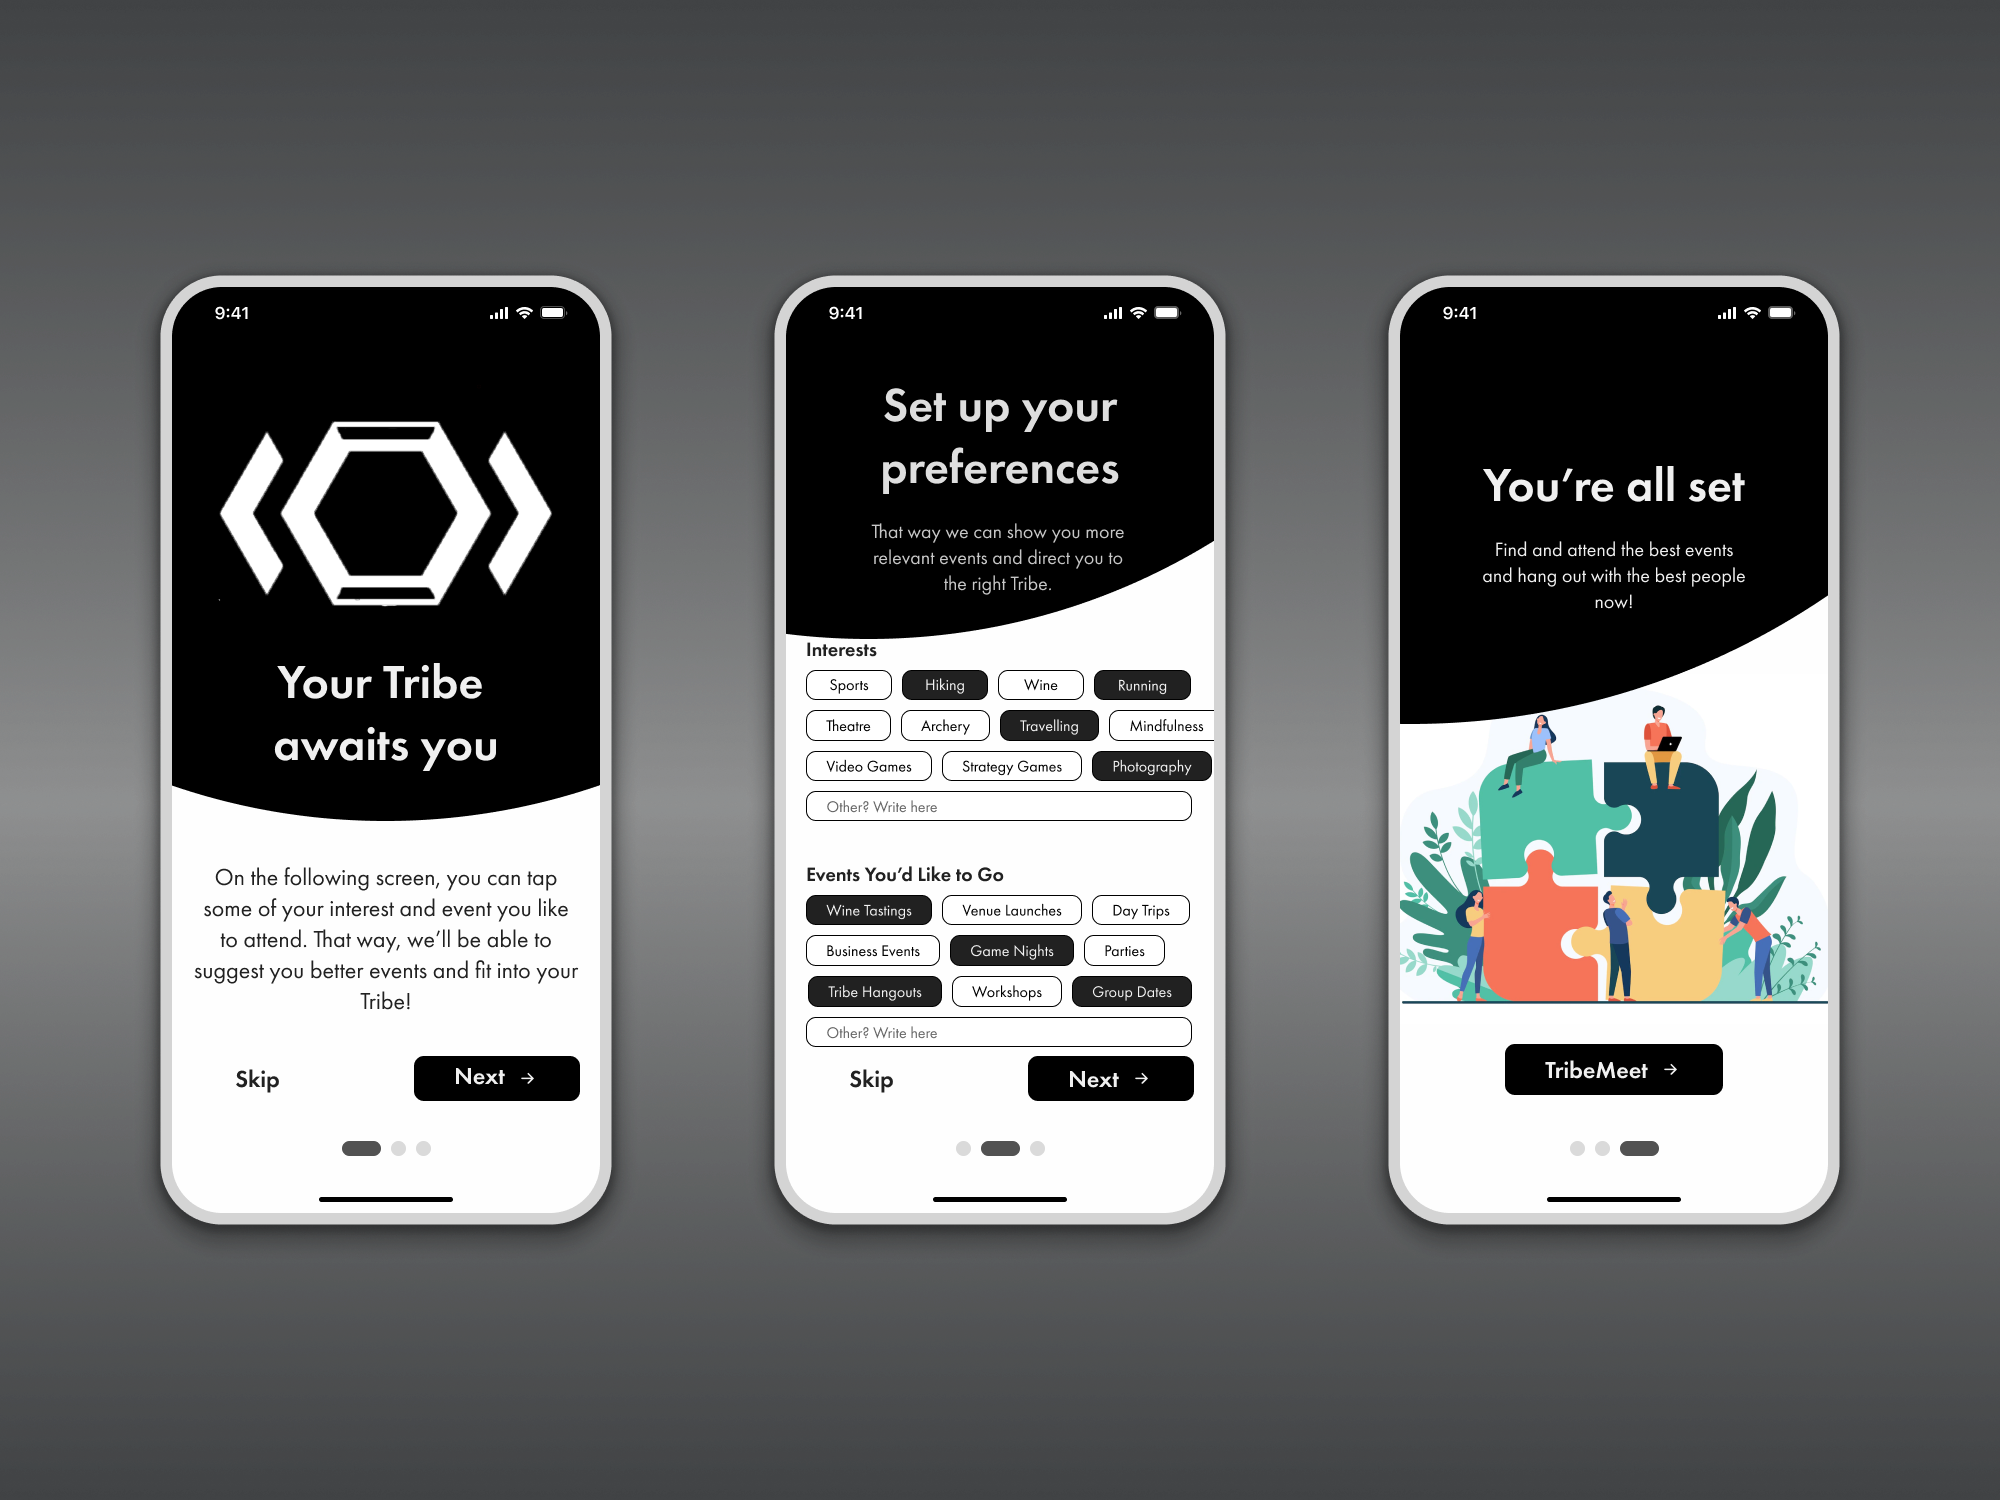 9:41
Your Tribe
awaits you
On the following screen, you can tap
some of your interest and event you like
to attend. That way, we’ll be able to
suggest you better events and fit into your
Tribe!
Skip
Next →
9:41
Set up your
preferences
That way we can show you more
relevant events and direct you to
the right Tribe.
Interests
Sports Hiking Wine Running
Theatre Archery Travelling Mindfulness
Video Games Strategy Games Photography
Other? Write here
Events You’d Like to Go
Wine Tastings Venue Launches Day Trips
Business Events Game Nights Parties
Tribe Hangouts Workshops Group Dates
Other? Write here
Skip
Next →
9:41
You’re all set
Find and attend the best events
and hang out with the best people
now!
TribeMeet →